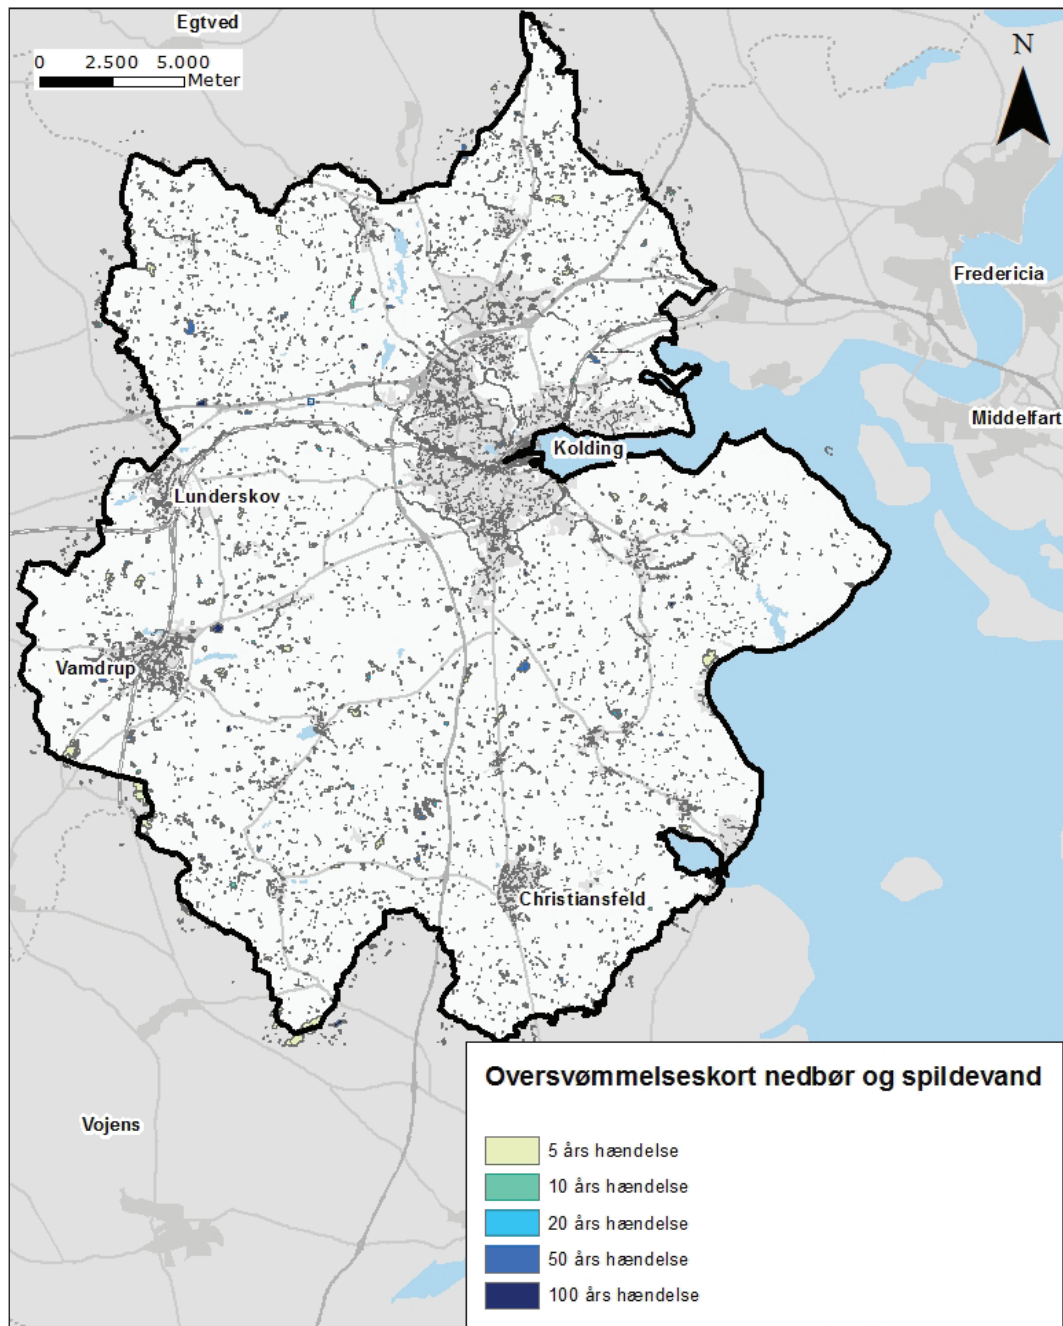 Egtved
0 2.500 5.000
Meter
N
Fredericia
Middelfart
Kolding
Lunderskov
Vamdrup
Christiansfeld
Vojens
Oversvømmelseskort nedbør og spildevand
5 års hændelse
10 års hændelse
20 års hændelse
50 års hændelse
100 års hændelse